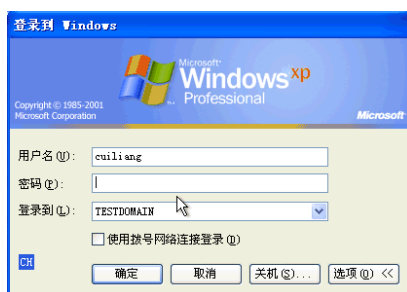 登录到 Windows
Microsoft
Windows xp
Professional
Copyright © 1985-2001
Microsoft Corporation
Microsoft
用户名(U):
cuiliang
密码(P):
登录到(L):
TESTDOMAIN
使用拨号网络连接登录(D)
CH
确定
取消
关机(S)...
选项(O) <<